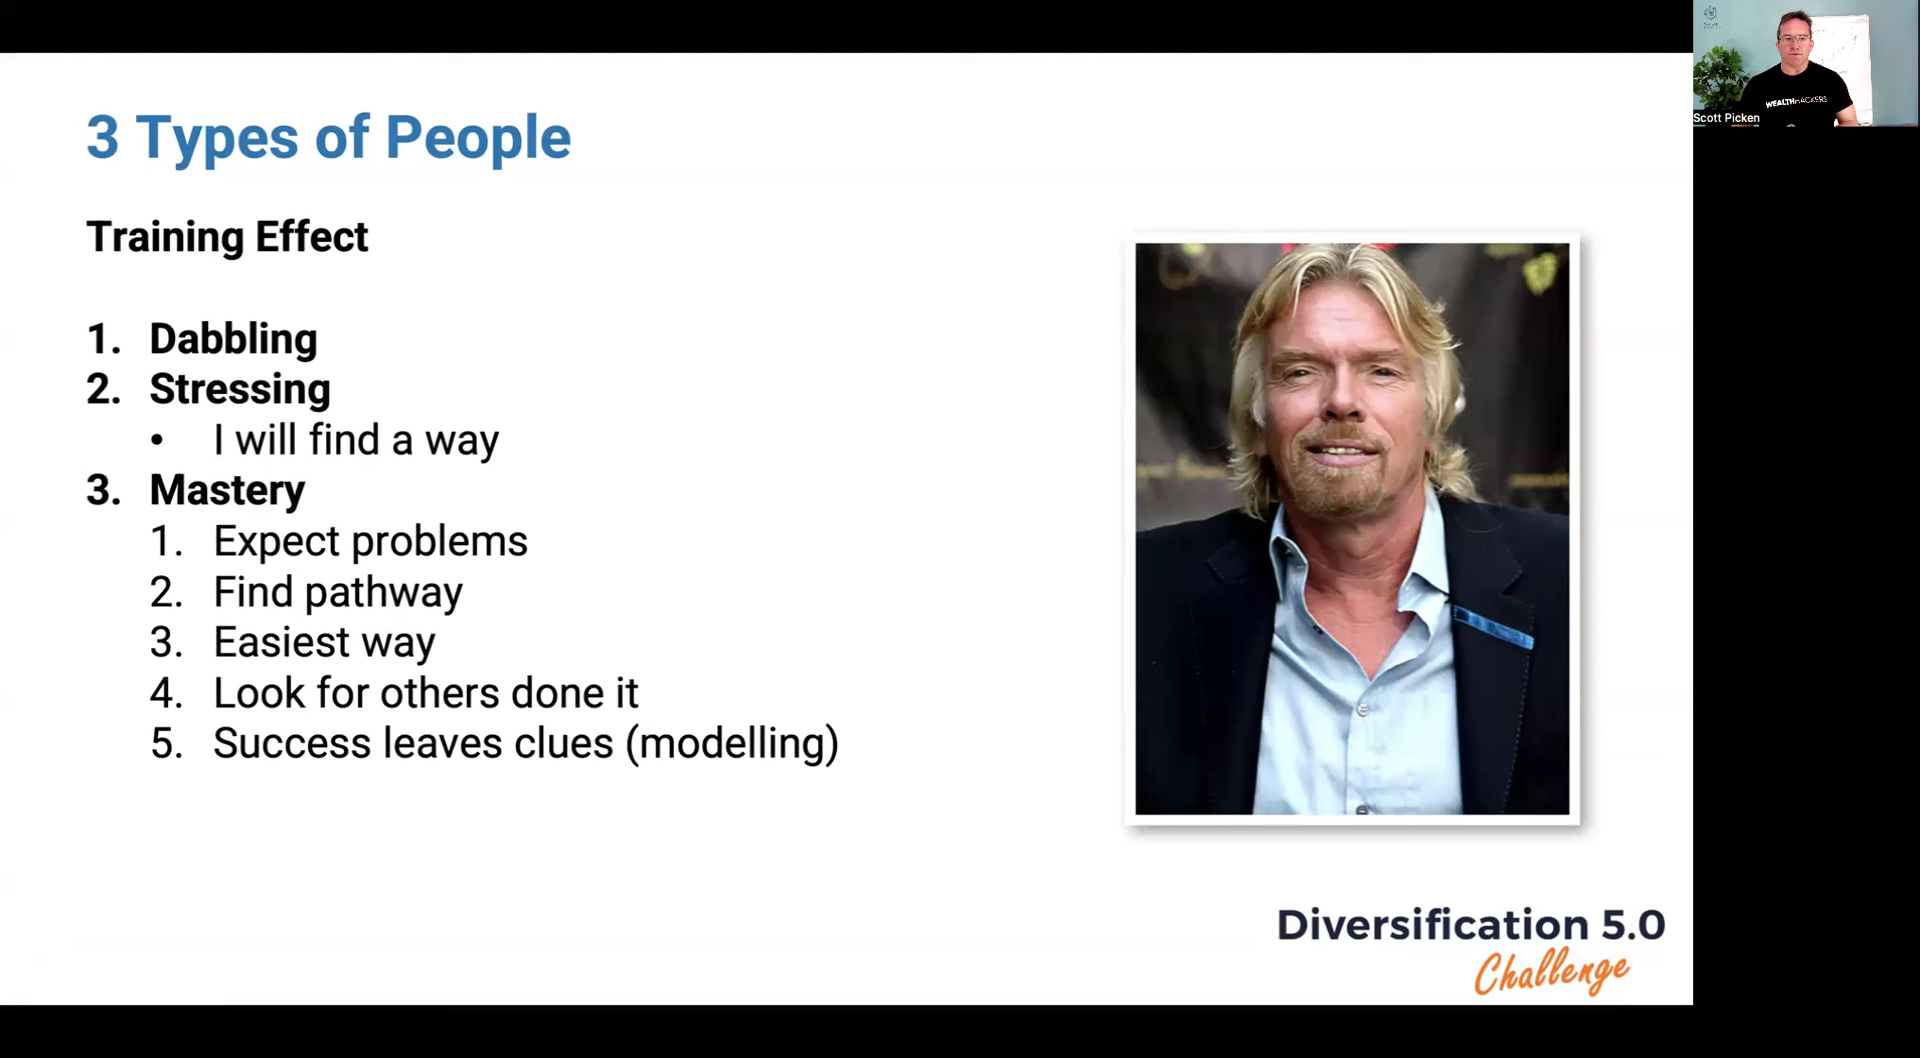 3 Types of People
Training Effect
1. Dabbling
2. Stressing
• I will find a way
3. Mastery
1. Expect problems
2. Find pathway
3. Easiest way
4. Look for others done it
5. Success leaves clues (modelling)
Diversification 5.0
Challenge
WEALTHHACKERS
Scott Picken